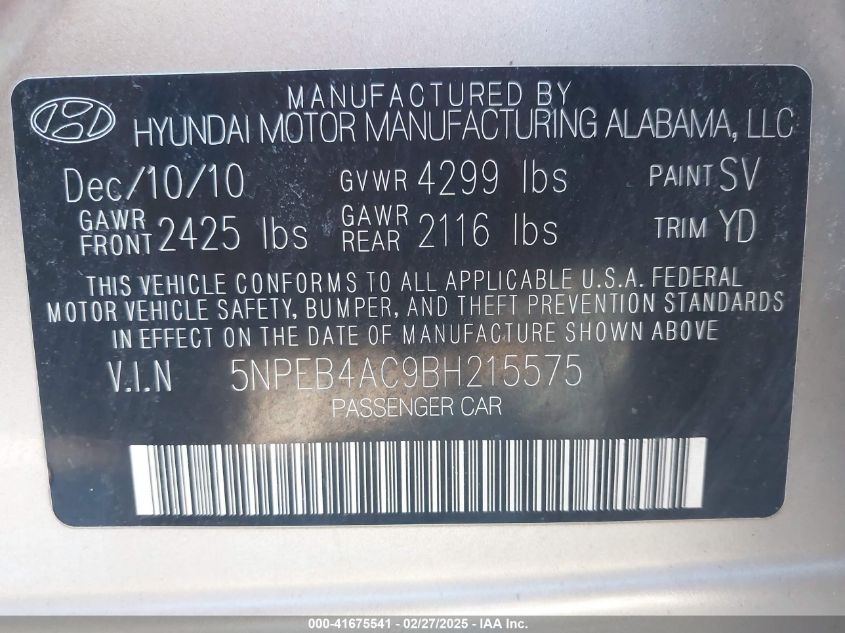 MANUFACTURED BY
HYUNDAI MOTOR MANUFACTURING ALABAMA, LLC
Dec/10/10 GVWR 4299 lbs PAINT SV
GAWR FRONT 2425 lbs GAWR REAR 2116 lbs TRIM YD
THIS VEHICLE CONFORMS TO ALL APPLICABLE U.S.A. FEDERAL
MOTOR VEHICLE SAFETY, BUMPER, AND THEFT PREVENTION STANDARDS
IN EFFECT ON THE DATE OF MANUFACTURE SHOWN ABOVE
V.I.N 5NPEB4AC9BH215575
PASSENGER CAR
000-41675541 - 02/27/2025 - IAA Inc.